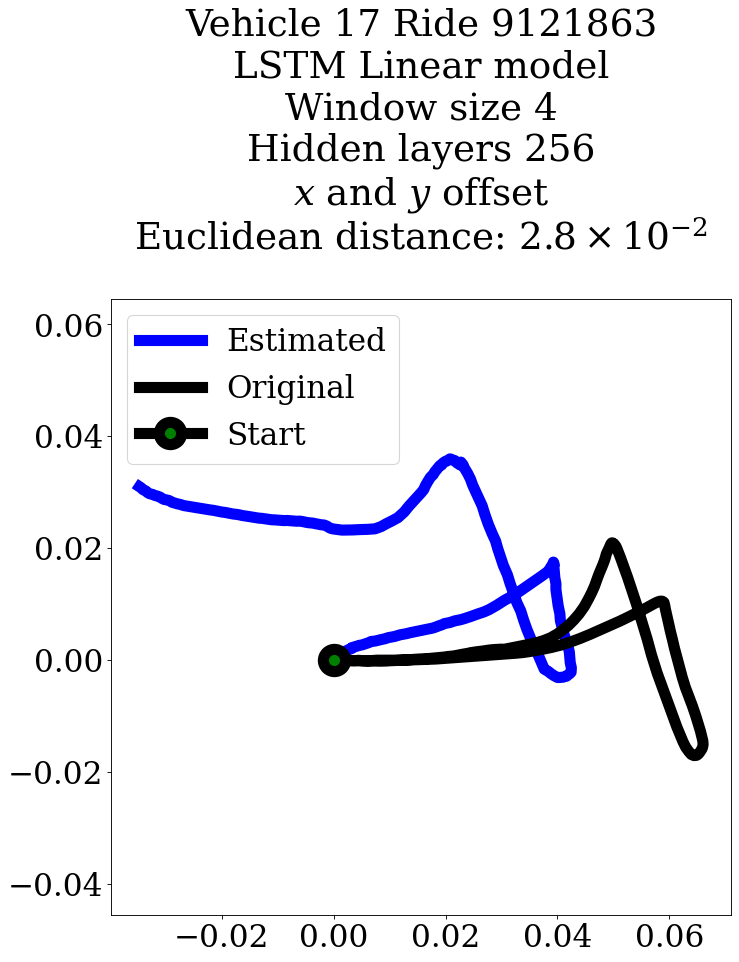 Vehicle 17 Ride 9121863
LSTM Linear model
Window size 4
Hidden layers 256
x and y offset
Euclidean distance: 2.8 × 10⁻²
Estimated
Original
Start
0.06
0.04
0.02
0.00
−0.02
−0.04
−0.02 0.00 0.02 0.04 0.06